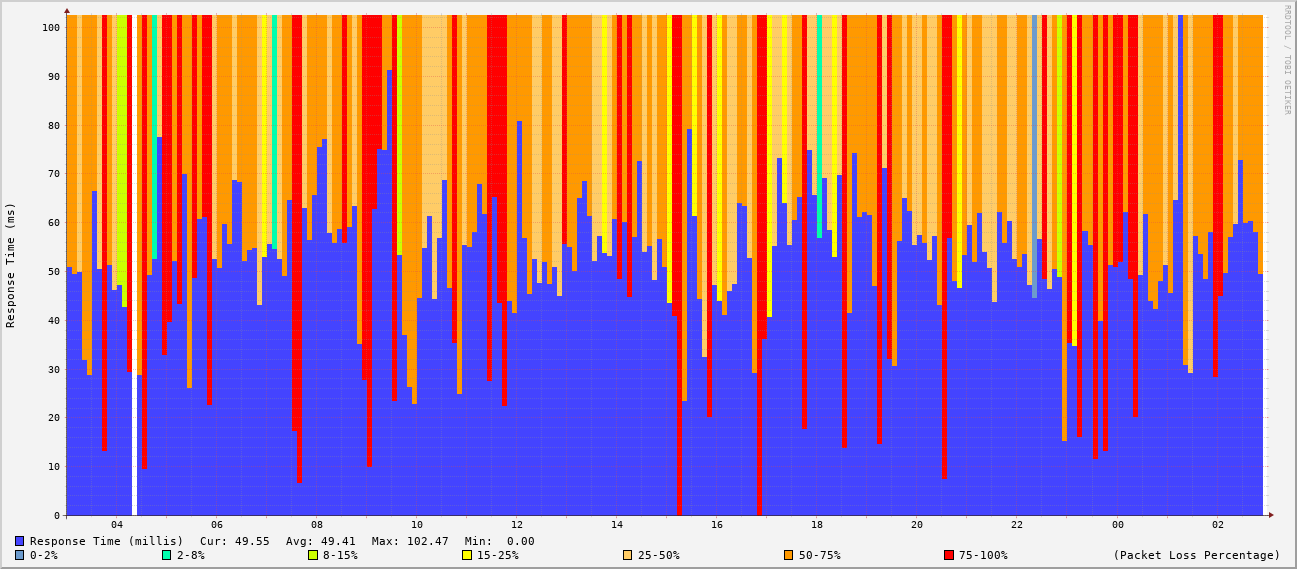 RRDTOOL / TOBI OETIKER
Response Time (ms)
100
90
80
70
60
50
40
30
20
10
0
04 06 08 10 12 14 16 18 20 22 00 02
Response Time (millis) Cur: 49.55 Avg: 49.41 Max: 102.47 Min: 0.00
0-2% 2-8% 8-15% 15-25% 25-50% 50-75% 75-100% (Packet Loss Percentage)